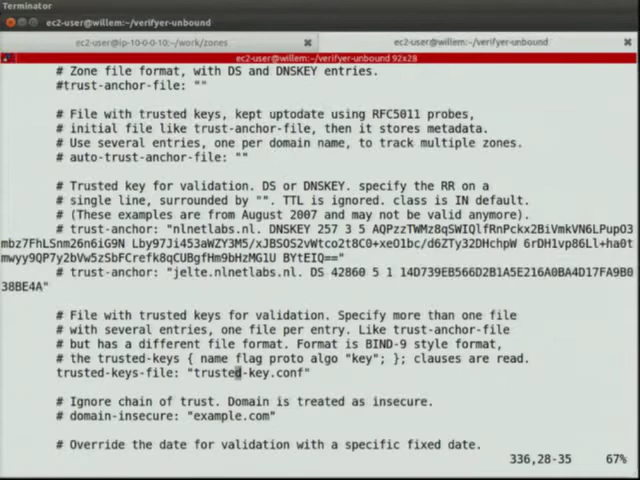 Terminator
ec2-user@willem:~/verifyer-unbound
ec2-user@ip-10-0-0-10:~/work/zones
ec2-user@willem:~/verifyer-unbound
ec2-user@willem:~/verifyer-unbound 92x28
# Zone file format, with DS and DNSKEY entries.
#trust-anchor-file: ""
# File with trusted keys, kept uptodate using RFC5011 probes,
# initial file like trust-anchor-file, then it stores metadata.
# Use several entries, one per domain name, to track multiple zones.
# auto-trust-anchor-file: ""
# Trusted key for validation. DS or DNSKEY. specify the RR on a
# single line, surrounded by "". TTL is ignored. class is IN default.
# (These examples are from August 2007 and may not be valid anymore).
# trust-anchor: "nlnetlabs.nl. DNSKEY 257 3 5 AQPzzTWMz8qSWIQlfRnPckx2BiVmkVN6LPupO3
mbz7FhLSnm26n6iG9N Lby97Ji453aWZY3M5/xJBSOS2vWtco2t8C0+xeO1bc/d6ZTy32DHchpW 6rDH1vp86Ll+ha0t
mwyy9QP7y2bVw5zSbFCrefk8qCUBgfHm9bHzMG1U BYtEIQ=="
# trust-anchor: "jelte.nlnetlabs.nl. DS 42860 5 1 14D739EB566D2B1A5E216A0BA4D17FA9B0
38BE4A"
# File with trusted keys for validation. Specify more than one file
# with several entries, one file per entry. Like trust-anchor-file
# but has a different file format. Format is BIND-9 style format,
# the trusted-keys { name flag proto algo "key"; }; clauses are read.
trusted-keys-file: "trusted-key.conf"
# Ignore chain of trust. Domain is treated as insecure.
# domain-insecure: "example.com"
# Override the date for validation with a specific fixed date.
336,28-35 67%